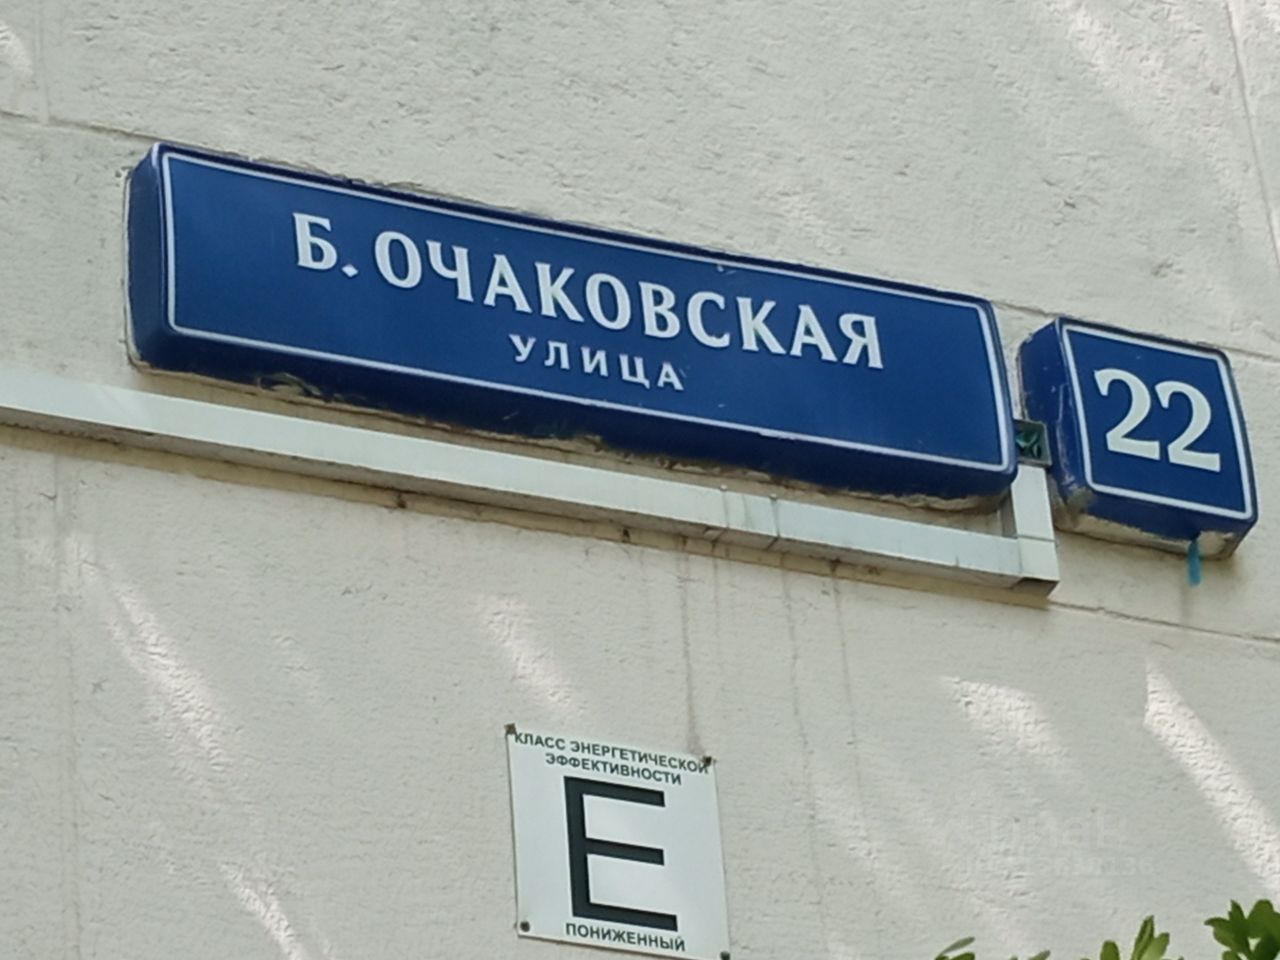 Б. ОЧАКОВСКАЯ
УЛИЦА
22
КЛАСС ЭНЕРГЕТИЧЕСКОЙ
ЭФФЕКТИВНОСТИ
E
ПОНИЖЕННЫЙ